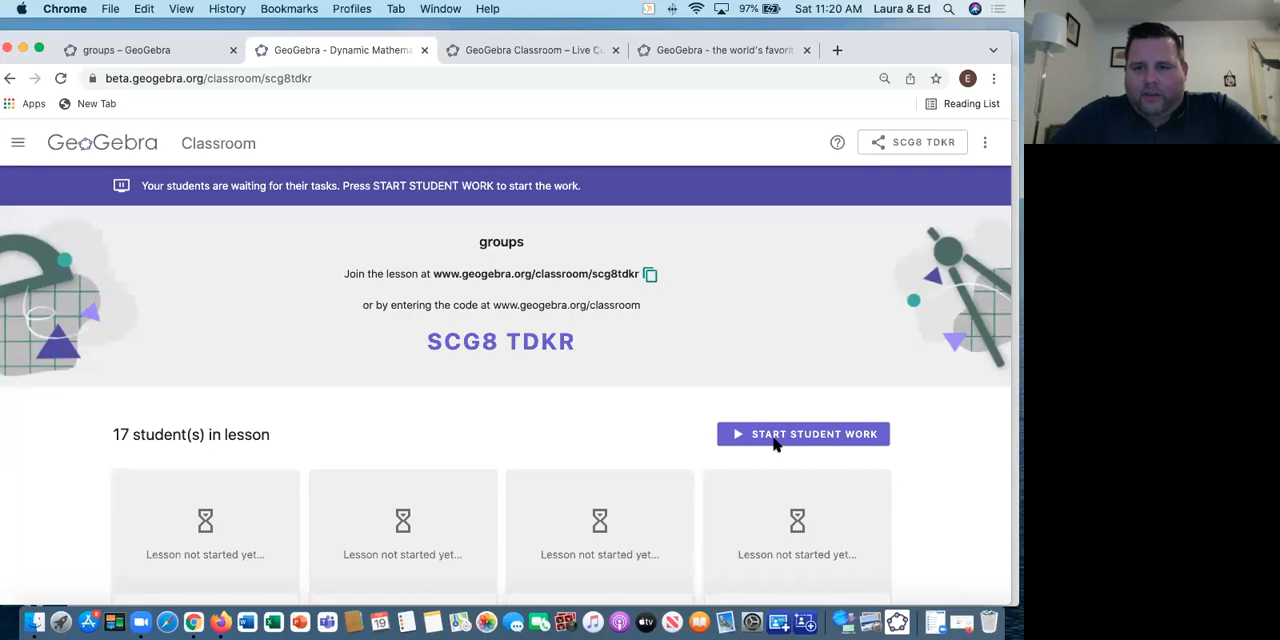 Chrome File Edit View History Bookmarks Profiles Tab Window Help 97% Sat 11:20 AM Laura & Ed
groups – GeoGebra GeoGebra - Dynamic Mathema GeoGebra Classroom – Live Cu GeoGebra - the world's favorit
beta.geogebra.org/classroom/scg8tdkr E
Apps New Tab Reading List
GeoGebra Classroom SCG8 TDKR
Your students are waiting for their tasks. Press START STUDENT WORK to start the work.
groups
Join the lesson at www.geogebra.org/classroom/scg8tdkr
or by entering the code at www.geogebra.org/classroom
SCG8 TDKR
17 student(s) in lesson START STUDENT WORK
Lesson not started yet... Lesson not started yet... Lesson not started yet... Lesson not started yet...